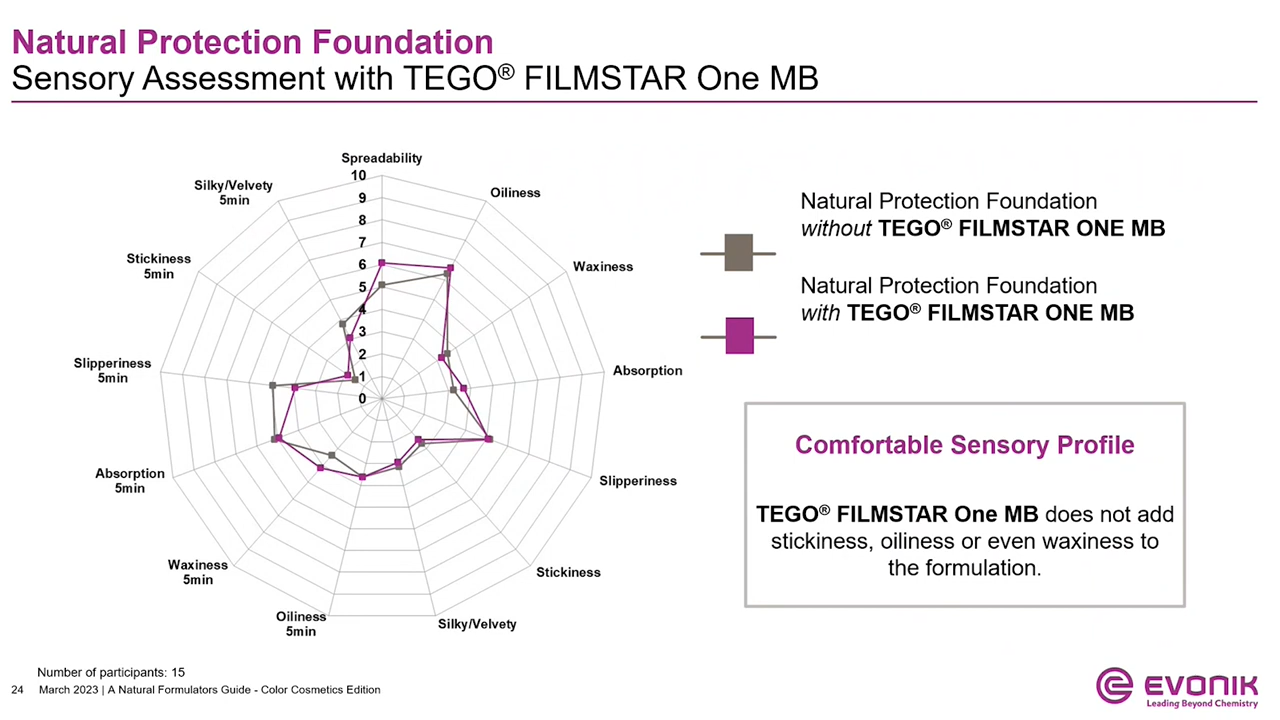 Natural Protection Foundation
Sensory Assessment with TEGO® FILMSTAR One MB
Spreadability
Oiliness
Waxiness
Absorption
Slipperiness
Stickiness
Silky/Velvety
Oiliness
5min
Waxiness
5min
Absorption
5min
Slipperiness
5min
Stickiness
5min
Silky/Velvety
5min
10
9
8
7
6
5
4
3
2
1
0
Natural Protection Foundation
without TEGO® FILMSTAR ONE MB
Natural Protection Foundation
with TEGO® FILMSTAR ONE MB
Comfortable Sensory Profile
TEGO® FILMSTAR One MB does not add
stickiness, oiliness or even waxiness to
the formulation.
Number of participants: 15
24 March 2023 | A Natural Formulators Guide - Color Cosmetics Edition
EVONIK
Leading Beyond Chemistry